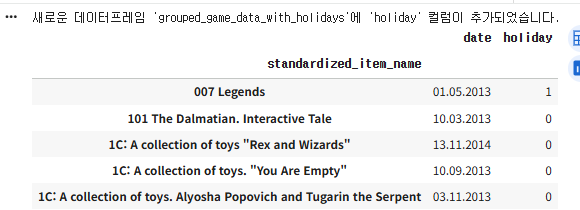 새로운 데이터프레임 'grouped_game_data_with_holidays'에 'holiday' 컬럼이 추가되었습니다.
date holiday
standardized_item_name
007 Legends 01.05.2013 1
101 The Dalmatian. Interactive Tale 10.03.2013 0
1C: A collection of toys "Rex and Wizards" 13.11.2014 0
1C: A collection of toys. "You Are Empty" 10.09.2013 0
1C: A collection of toys. Alyosha Popovich and Tugarin the Serpent 03.11.2013 0